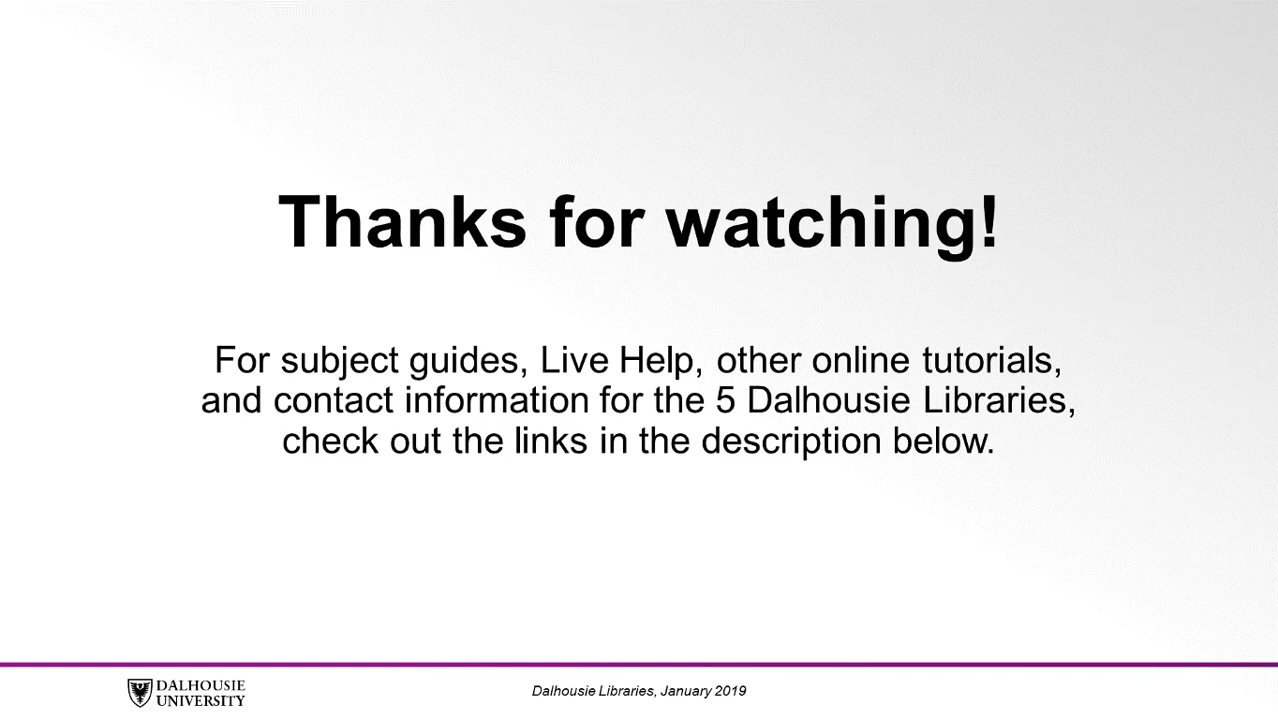 Thanks for watching!
For subject guides, Live Help, other online tutorials,
and contact information for the 5 Dalhousie Libraries,
check out the links in the description below.
DALHOUSIE
UNIVERSITY
Dalhousie Libraries, January 2019